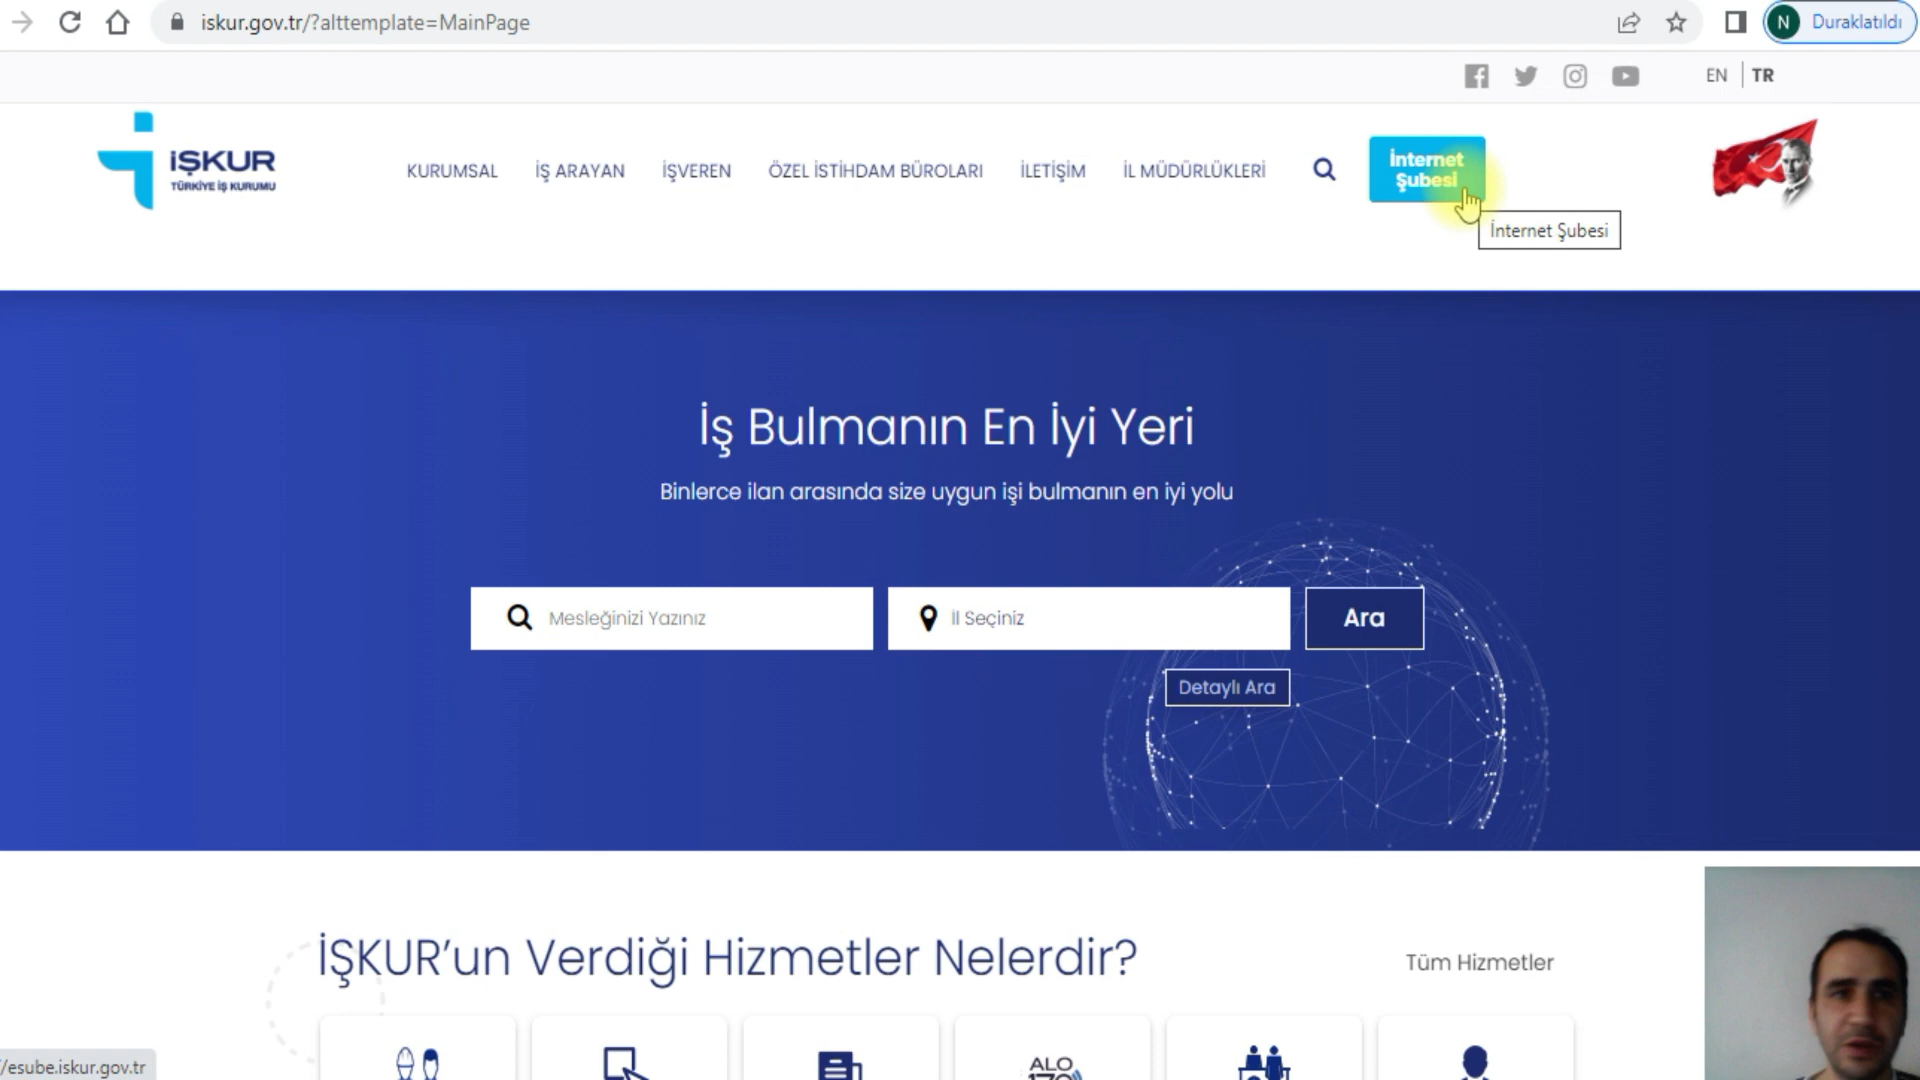 iskur.gov.tr/?alttemplate=MainPage
N
Duraklatıldı
EN
TR
İŞKUR
TÜRKİYE İŞ KURUMU
KURUMSAL
İŞ ARAYAN
İŞVEREN
ÖZEL İSTİHDAM BÜROLARI
İLETİŞİM
İL MÜDÜRLÜKLERİ
İnternet
Şubesi
İnternet Şubesi
İş Bulmanın En İyi Yeri
Binlerce ilan arasında size uygun işi bulmanın en iyi yolu
Mesleğinizi Yazınız
İl Seçiniz
Ara
Detaylı Ara
İŞKUR’un Verdiği Hizmetler Nelerdir?
Tüm Hizmetler
ALO
170
/esube.iskur.gov.tr